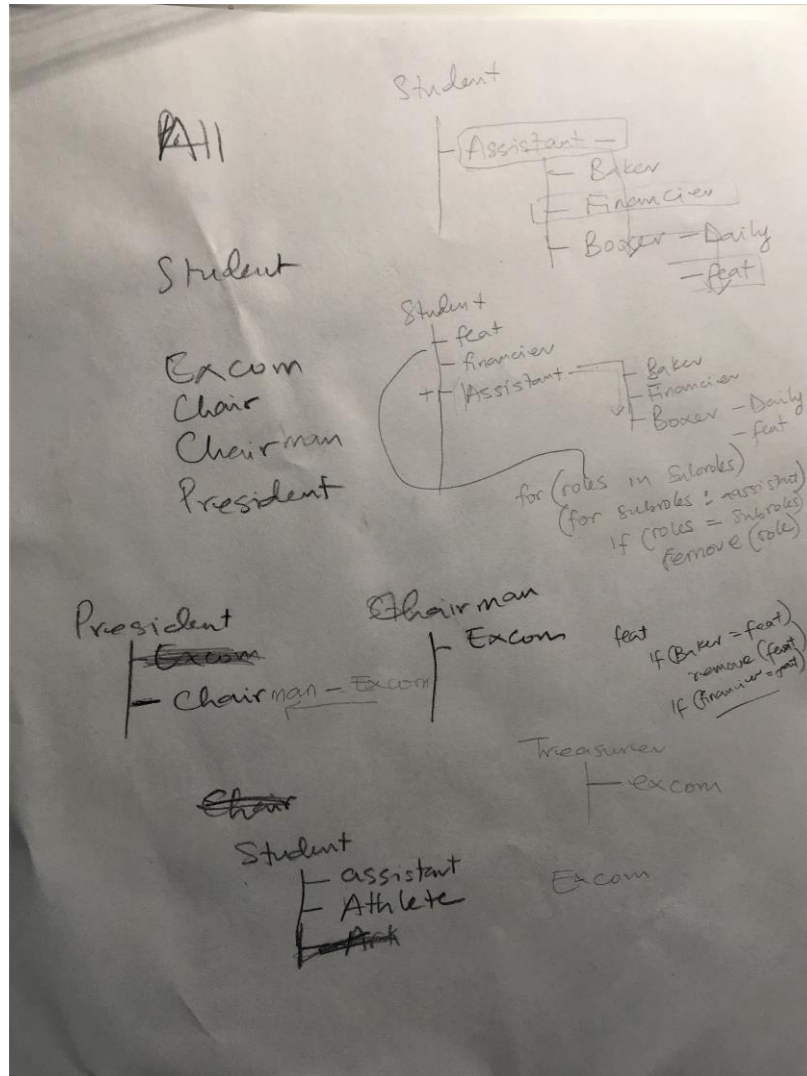 All
Student
Excom
Chair
Chairman
President
Student
Assistant
Baker
Financier
Boxer - Daily
- feat
Student
feat
financier
Assistant
Baker
Financier
Boxer - Daily
- feat
for (roles in subroles)
(for subroles : assistant)
if (roles = subroles)
remove (role)
President
Excom
Chairman - Excom
Chairman
Excom
feat
if (Baker = feat)
remove (feat)
if (financier = feat)
Treasurer
excom
Chair
Student
assistant
Athlete
Excom